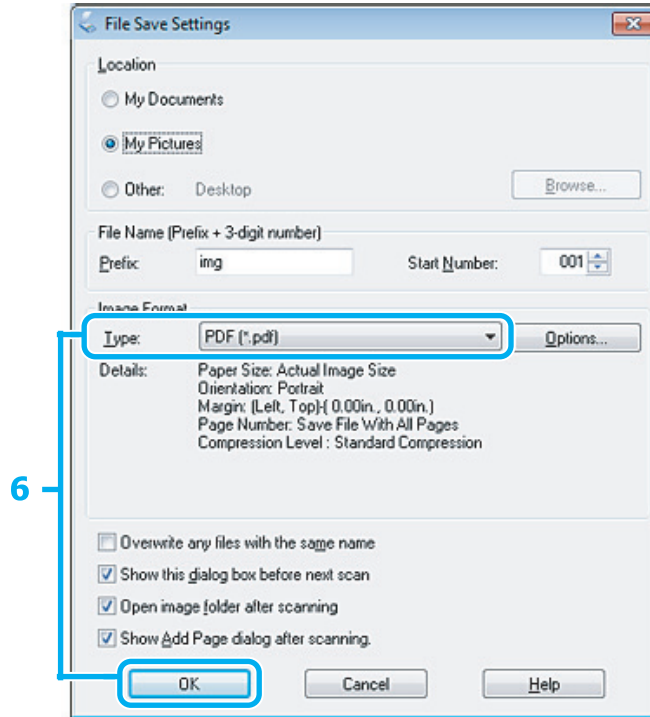 File Save Settings
Location
My Documents
My Pictures
Other: Desktop Browse...
File Name (Prefix + 3-digit number)
Prefix: img Start Number: 001
Image Format
Type: PDF (*.pdf) Options...
Details: Paper Size: Actual Image Size
Orientation: Portrait
Margin: (Left, Top)-( 0.00in., 0.00in.)
Page Number: Save File With All Pages
Compression Level : Standard Compression
6
Overwrite any files with the same name
Show this dialog box before next scan
Open image folder after scanning
Show Add Page dialog after scanning.
OK Cancel Help